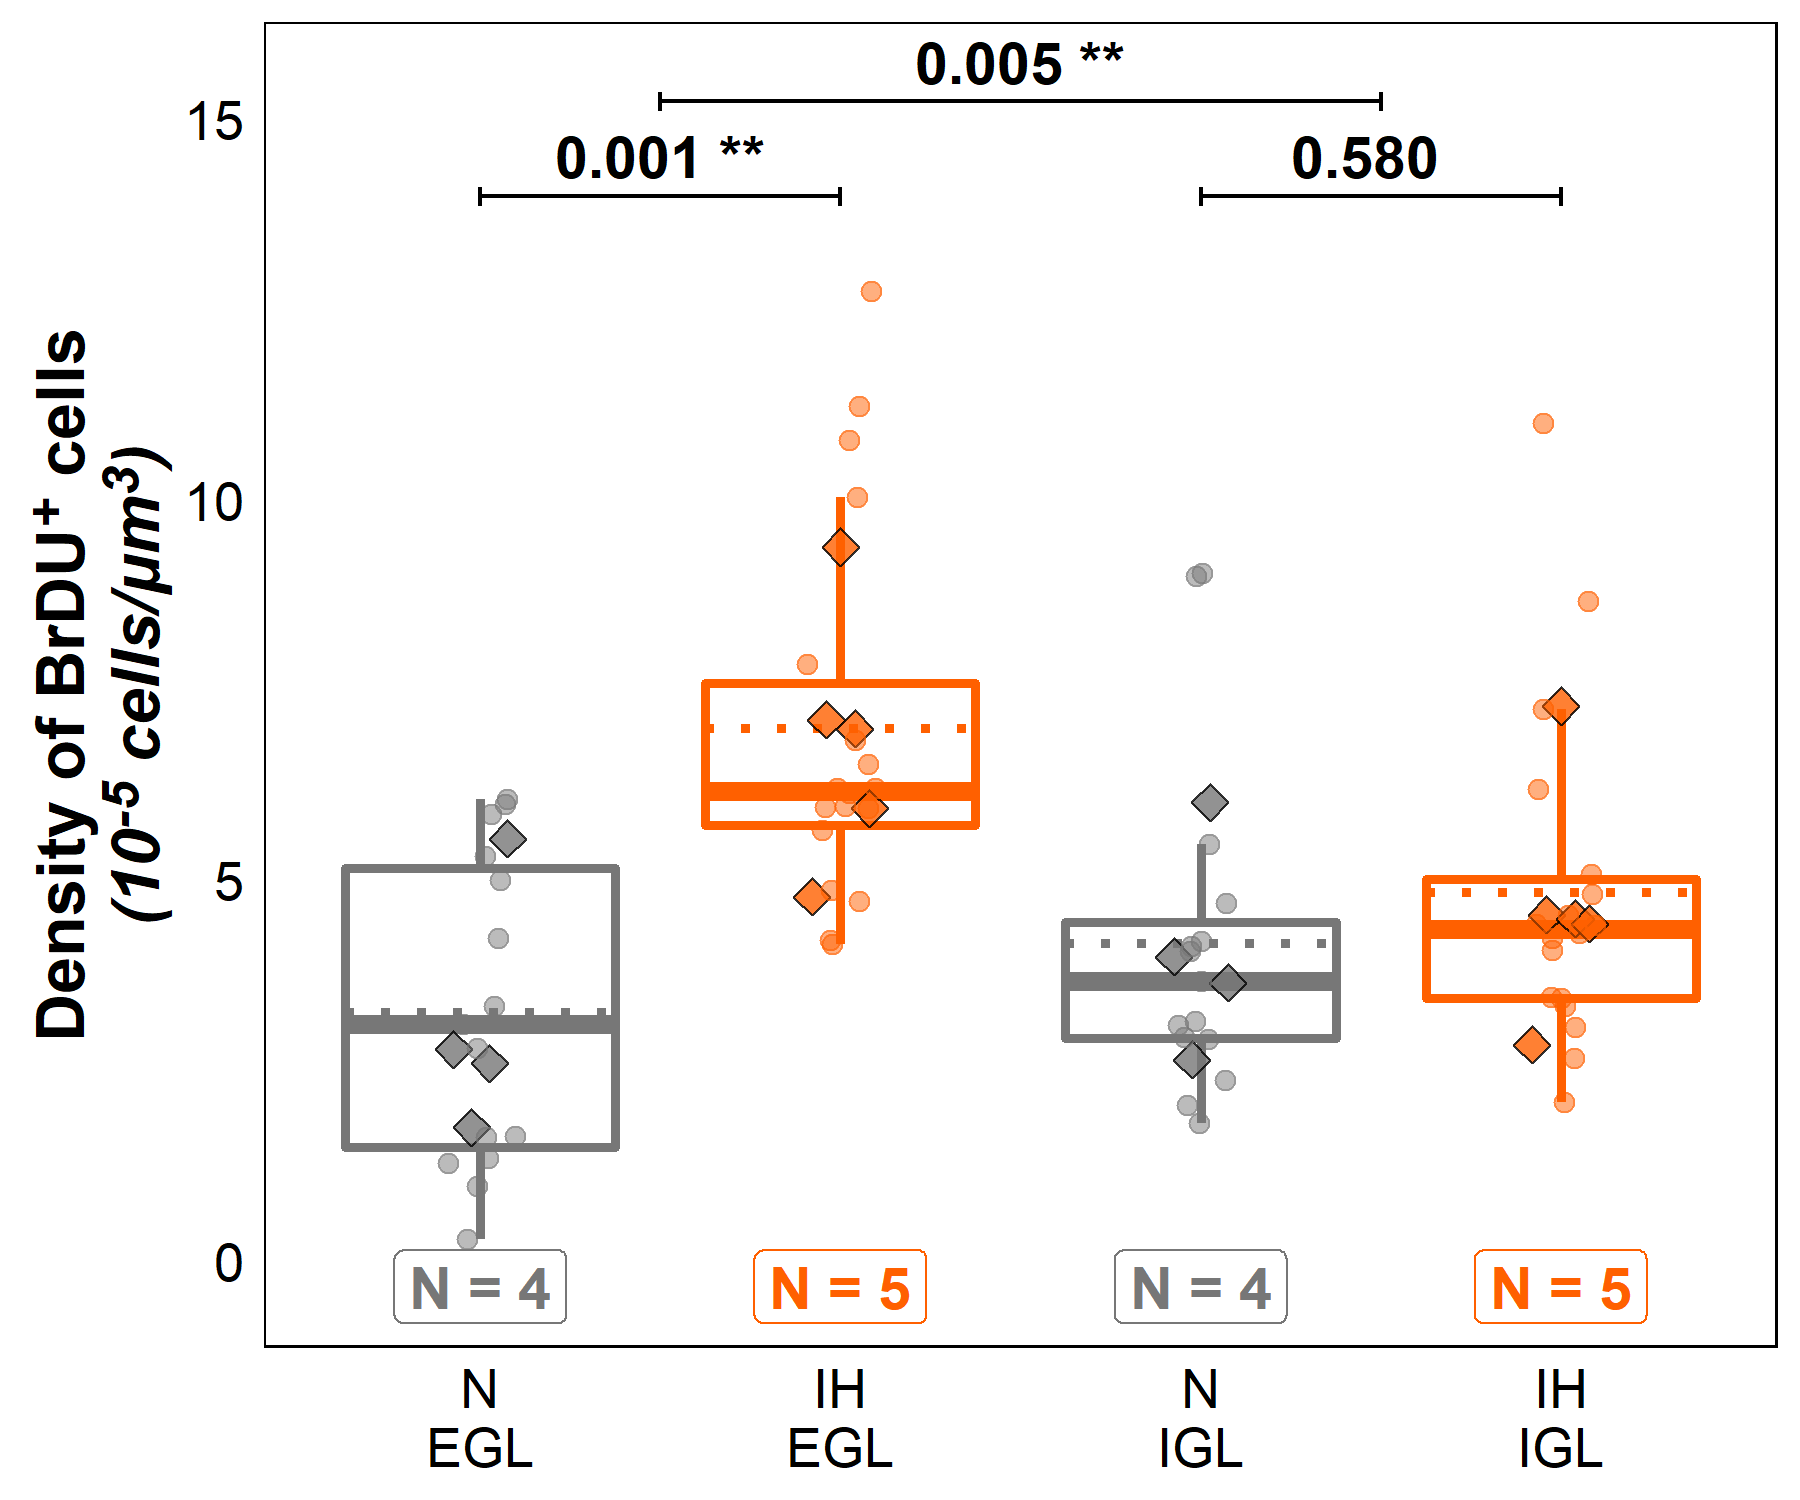 0.005 **
0.001 **
0.580
15
10
5
0
Density of BrDU⁺ cells
(10⁻⁵ cells/µm³)
N = 4
N = 5
N = 4
N = 5
N
EGL
IH
EGL
N
IGL
IH
IGL